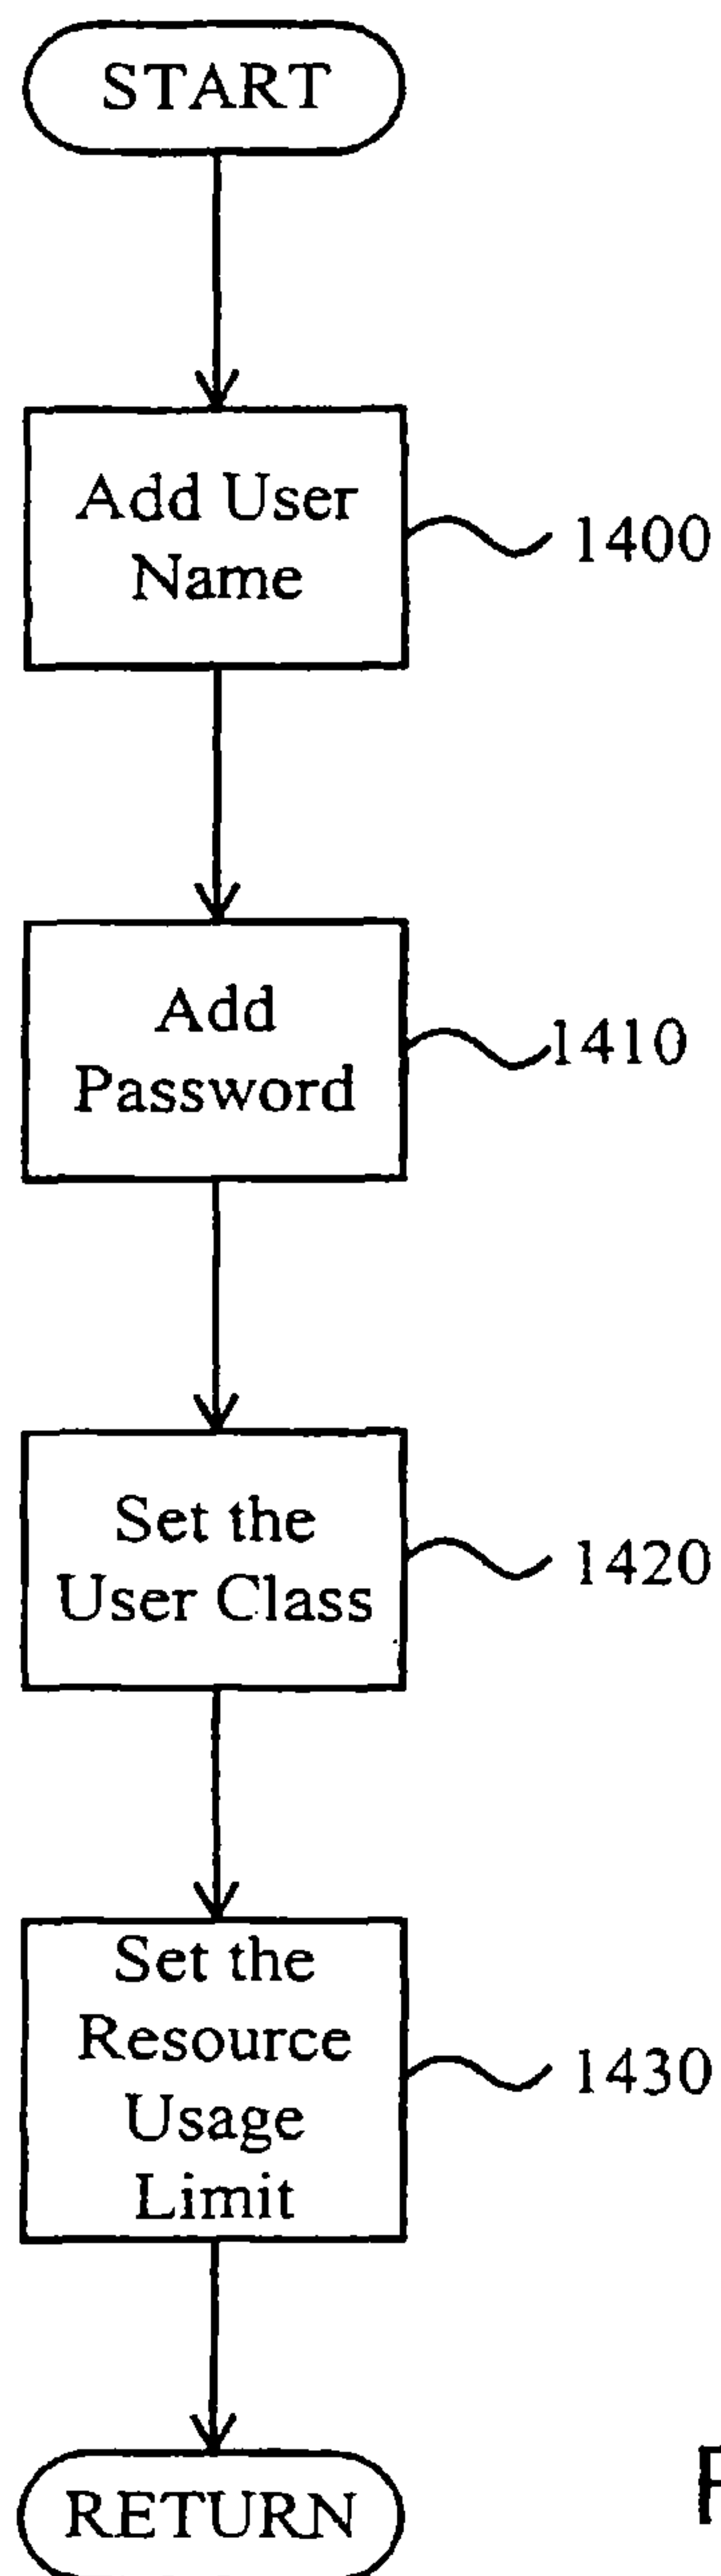 START
Add User
Name
1400
Add
Password
1410
Set the
User Class
1420
Set the
Resource
Usage
Limit
1430
RETURN